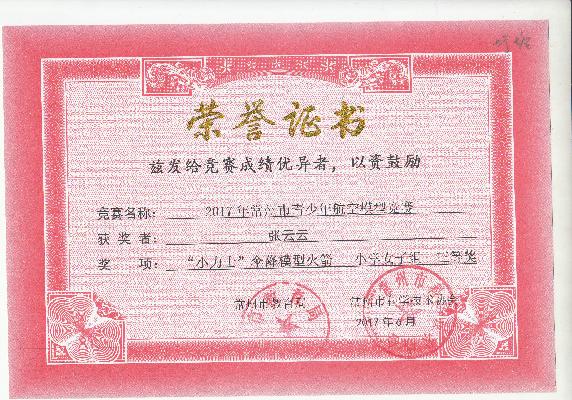 荣誉证书
兹发给竞赛成绩优异者，以资鼓励
竞赛名称： 2017年常州市青少年航空模型竞赛
获奖者： 张云云
奖项： “小力士”伞降模型火箭 小学女子组 等奖
常州市教育局 常州市科学技术协会
2017年6月